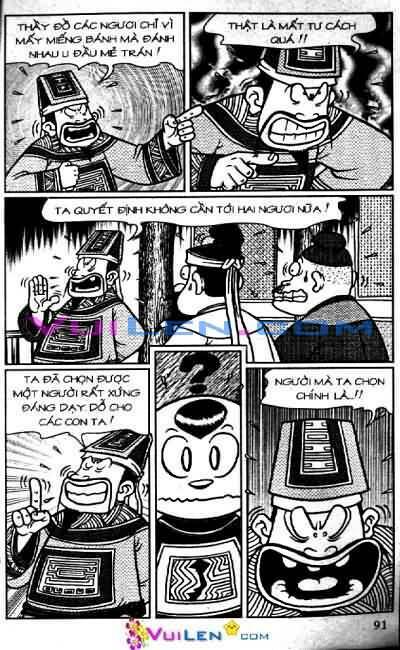 THẦY ĐỒ CÁC NGƯƠI CHỈ VÌ
MẤY MIẾNG BÁNH MÀ ĐÁNH
NHAU U ĐẦU MẺ TRÁN!
THẬT LÀ MẤT TƯ CÁCH
QUÁ!!
TA QUYẾT ĐỊNH KHÔNG CẦN TỚI HAI NGƯƠI NỮA!
VUILEN.COM
TA ĐÃ CHỌN ĐƯỢC
MỘT NGƯỜI RẤT XỨNG
ĐÁNG DẠY DỖ CHO
CÁC CON TA!
?
NGƯỜI MÀ TA CHỌN
CHÍNH LÀ...!!
91
VUILEN.COM